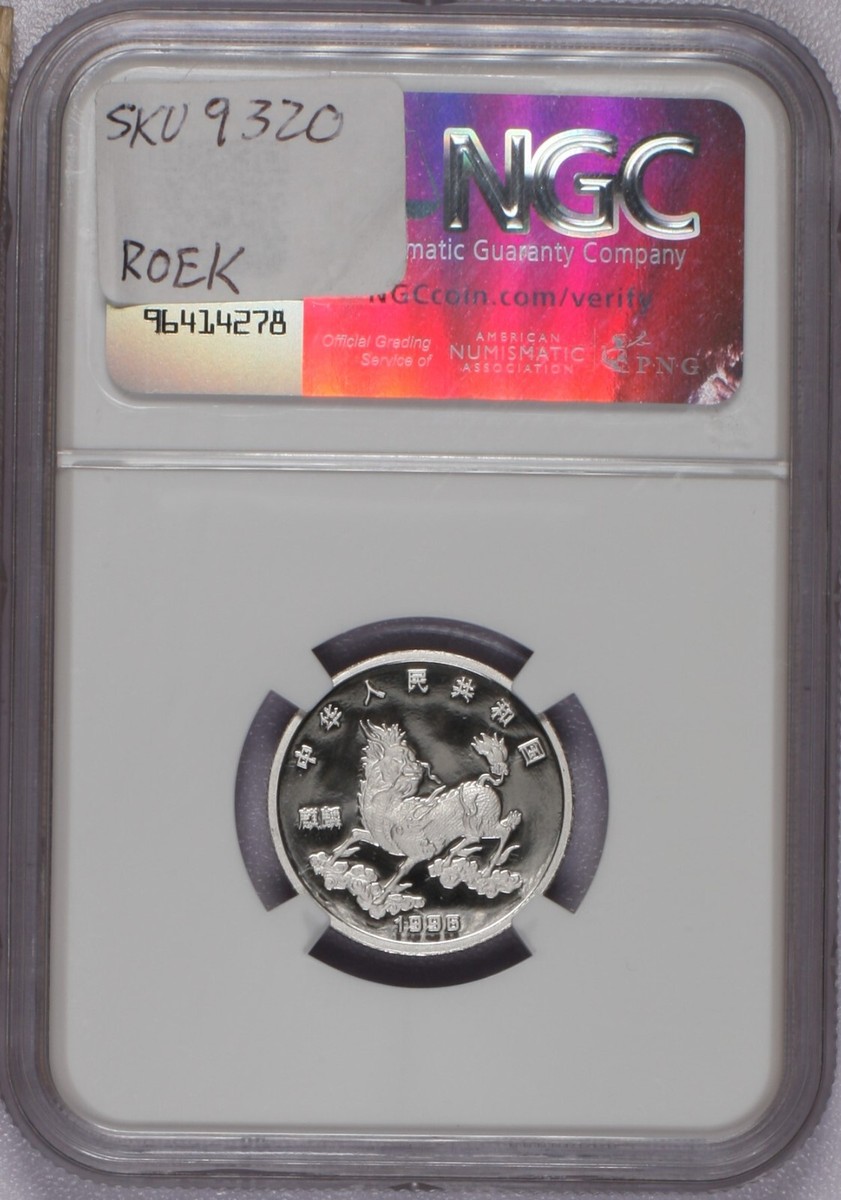 SKU 9320
ROEK
NGC
matic Guaranty Company
NGCcoin.com/verify
96414278
Official Grading
Service of
AMERICAN
NUMISMATIC
ASSOCIATION
PNG
中华人民共和国
麒麟
1996